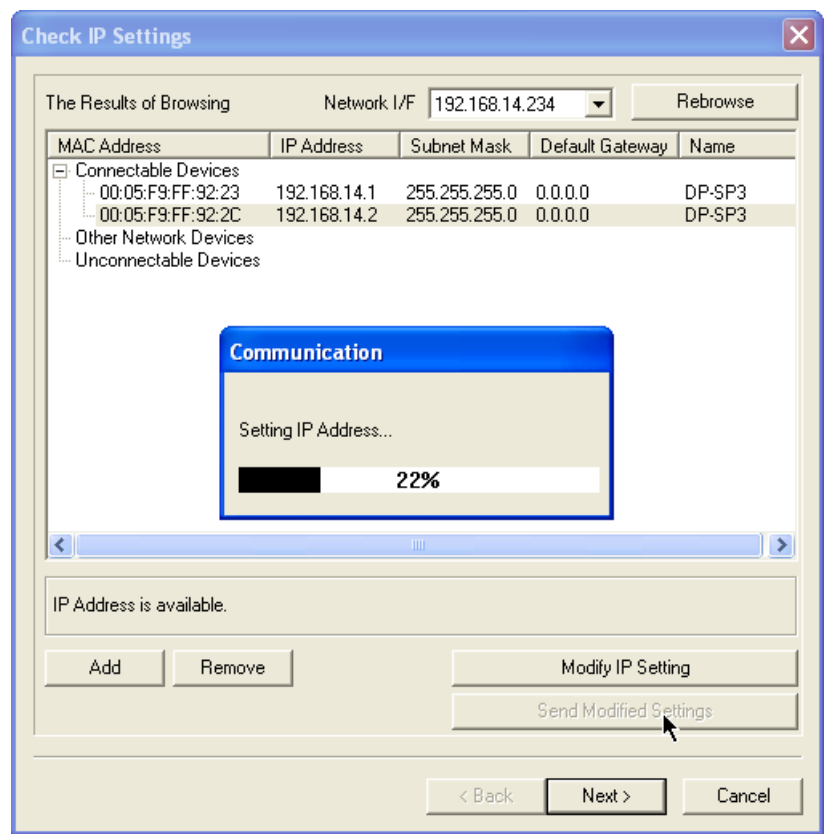 Check IP Settings
The Results of Browsing Network I/F 192.168.14.234 Rebrowse
MAC Address IP Address Subnet Mask Default Gateway Name
Connectable Devices
00:05:F9:FF:92:23 192.168.14.1 255.255.255.0 0.0.0.0 DP-SP3
00:05:F9:FF:92:2C 192.168.14.2 255.255.255.0 0.0.0.0 DP-SP3
Other Network Devices
Unconnectable Devices
Communication
Setting IP Address...
22%
IP Address is available.
Add Remove Modify IP Setting
Send Modified Settings
< Back Next > Cancel